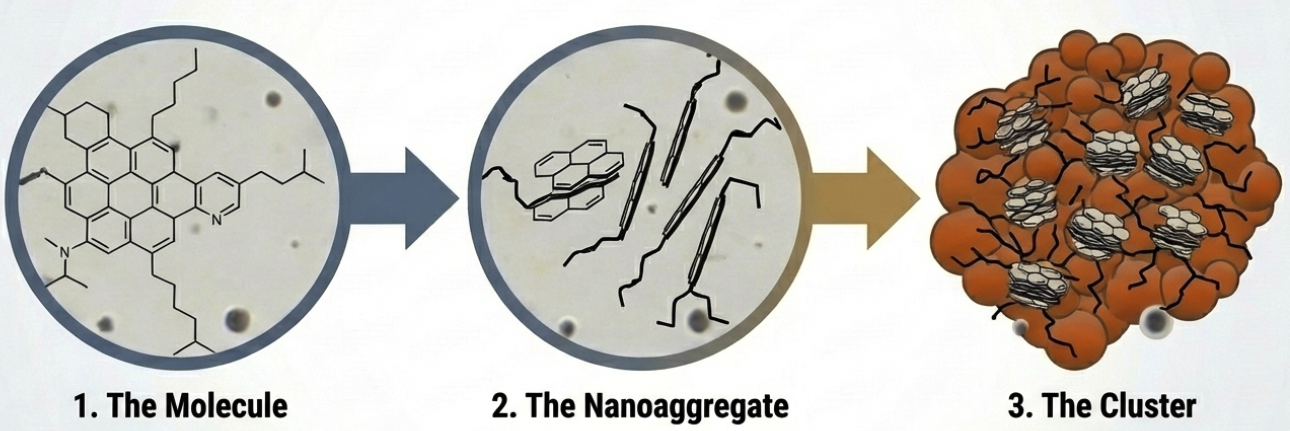 N
N
1. The Molecule
2. The Nanoaggregate
3. The Cluster